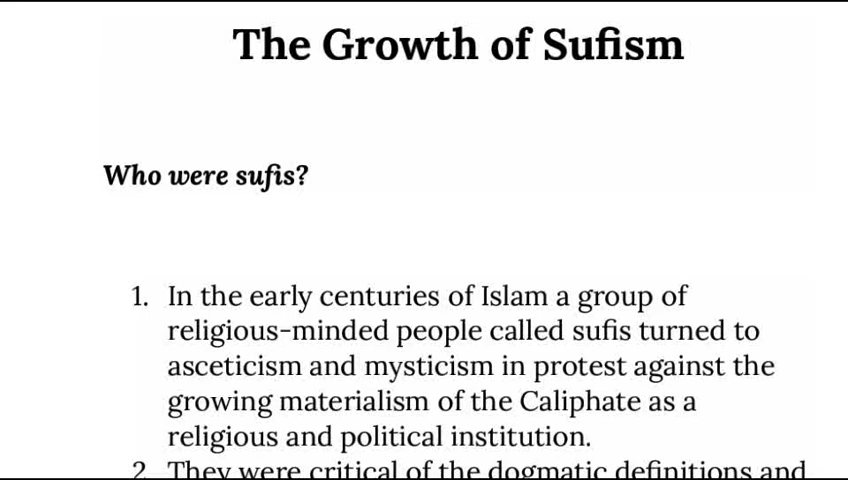 The Growth of Sufism
Who were sufis?
1. In the early centuries of Islam a group of
religious-minded people called sufis turned to
asceticism and mysticism in protest against the
growing materialism of the Caliphate as a
religious and political institution.
2. They were critical of the dogmatic definitions and